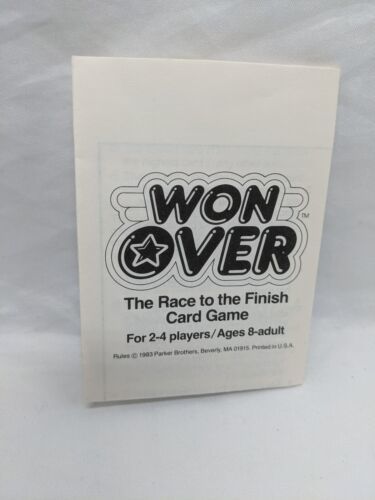 WON
OVER
TM
The Race to the Finish
Card Game
For 2-4 players/Ages 8-adult
Rules © 1983 Parker Brothers, Beverly, MA 01915. Printed in U.S.A.